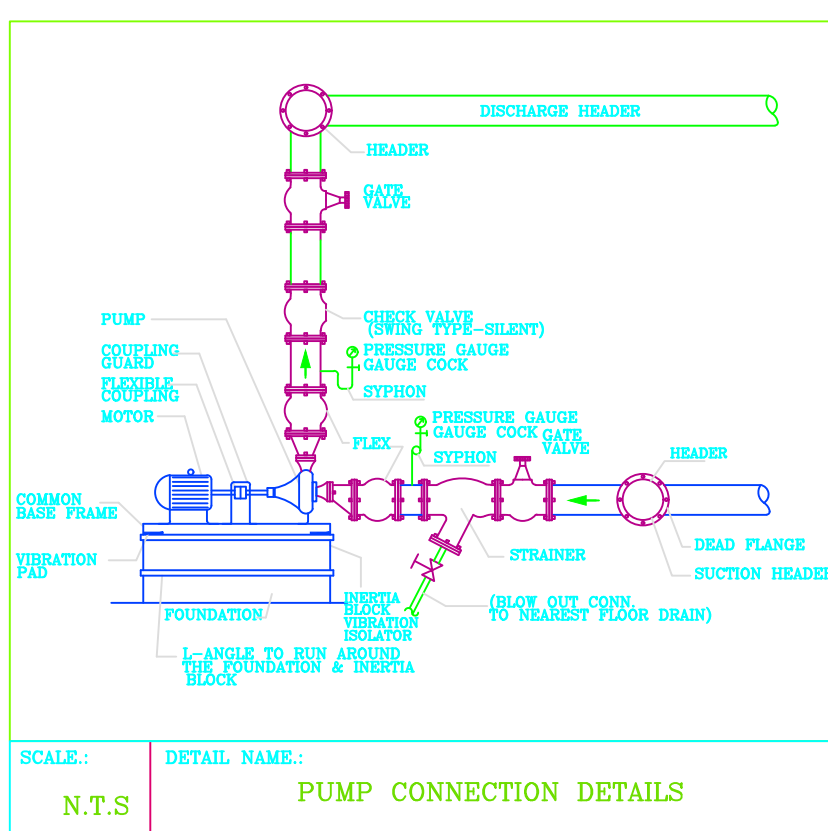 DISCHARGE HEADER
HEADER
GATE
VALVE
PUMP
CHECK VALVE
(SWING TYPE-SILENT)
COUPLING
GUARD
PRESSURE GAUGE
GAUGE COCK
FLEXIBLE
COUPLING
SYPHON
MOTOR
PRESSURE GAUGE
GAUGE COCK
GATE
VALVE
FLEX
SYPHON
HEADER
COMMON
BASE FRAME
DEAD FLANGE
STRAINER
VIBRATION
PAD
SUCTION HEADER
INERTIA
BLOCK
VIBRATION
ISOLATOR
(BLOW OUT CONN.
TO NEAREST FLOOR DRAIN)
FOUNDATION
L-ANGLE TO RUN AROUND
THE FOUNDATION & INERTIA
BLOCK
SCALE.:
N.T.S
DETAIL NAME.:
PUMP CONNECTION DETAILS